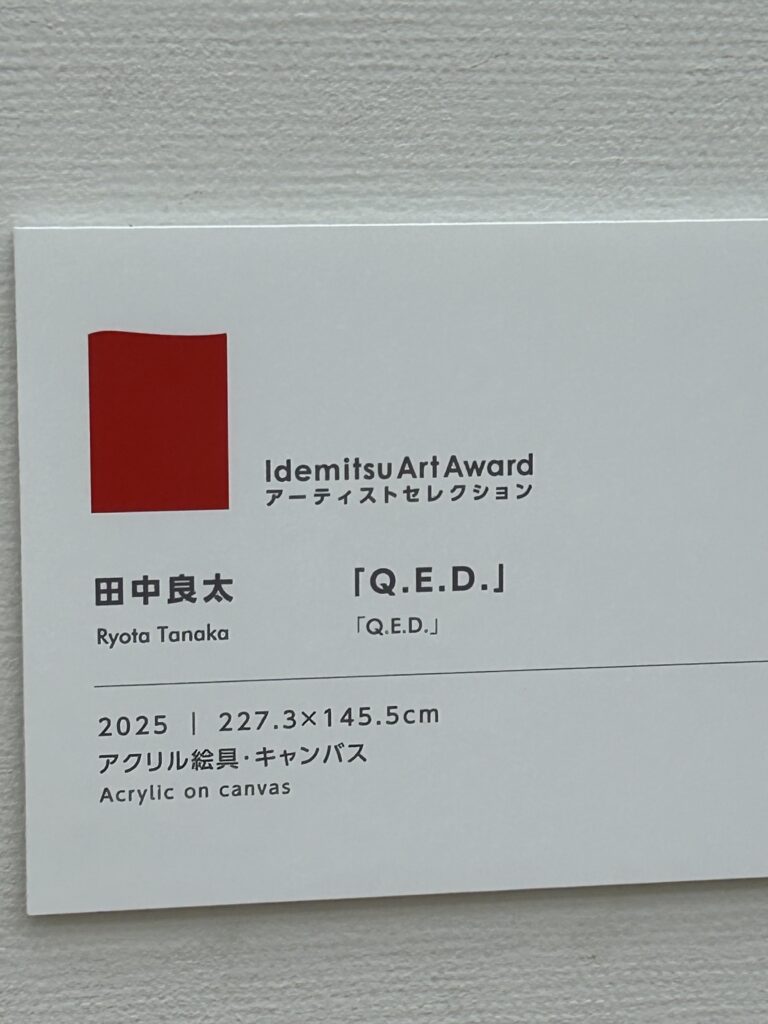 Idemitsu Art Award
アーティストセレクション
田中良太 「Q.E.D.」
Ryota Tanaka 「Q.E.D.」
2025 | 227.3×145.5cm
アクリル絵具・キャンバス
Acrylic on canvas